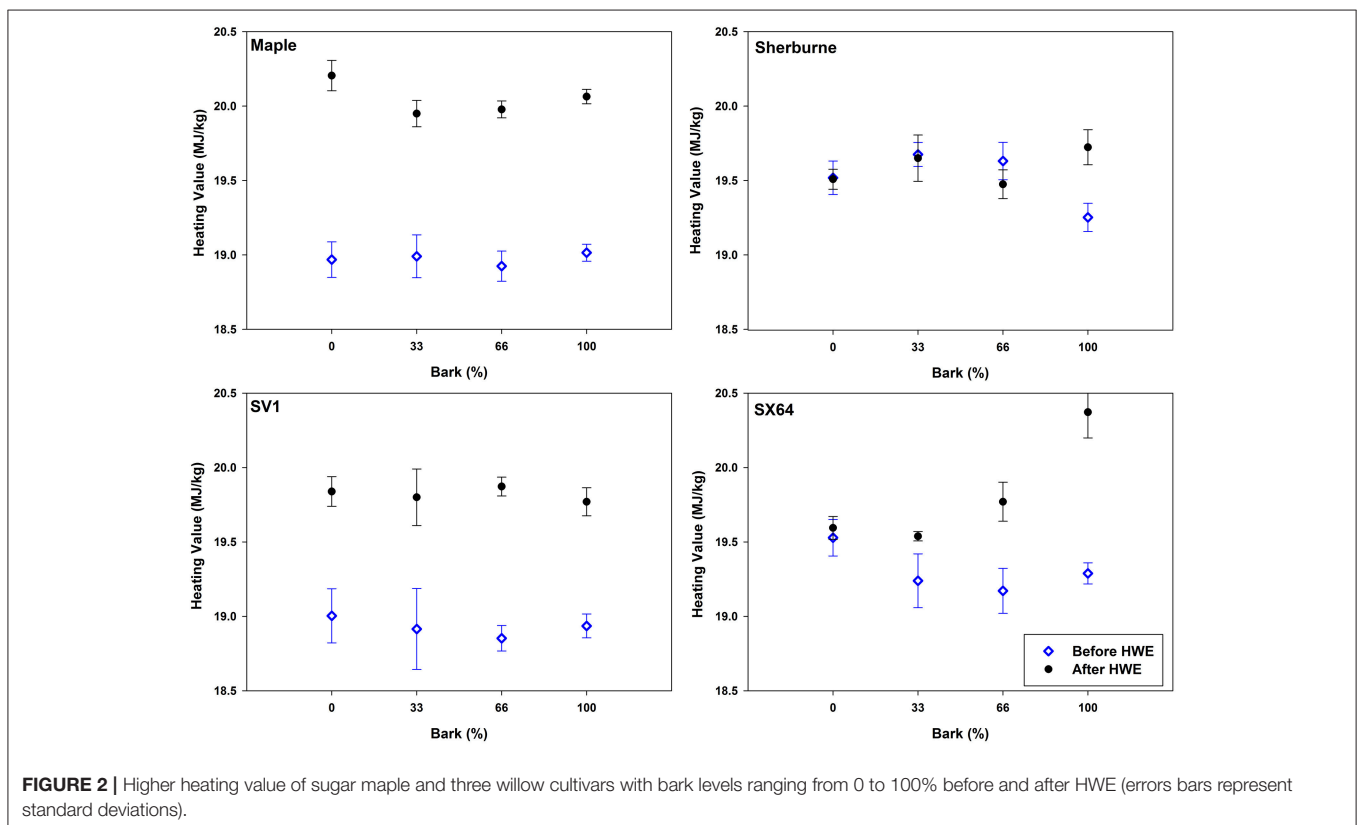 Maple
Heating Value (MJ/kg)
20.5
20.0
19.5
19.0
18.5
0 33 66 100
Bark (%)
Sherburne
Heating Value (MJ/kg)
20.5
20.0
19.5
19.0
18.5
0 33 66 100
Bark (%)
SV1
Heating Value (MJ/kg)
20.5
20.0
19.5
19.0
18.5
0 33 66 100
Bark (%)
SX64
Heating Value (MJ/kg)
20.5
20.0
19.5
19.0
18.5
0 33 66 100
Bark (%)
Before HWE
After HWE
FIGURE 2 | Higher heating value of sugar maple and three willow cultivars with bark levels ranging from 0 to 100% before and after HWE (errors bars represent
standard deviations).